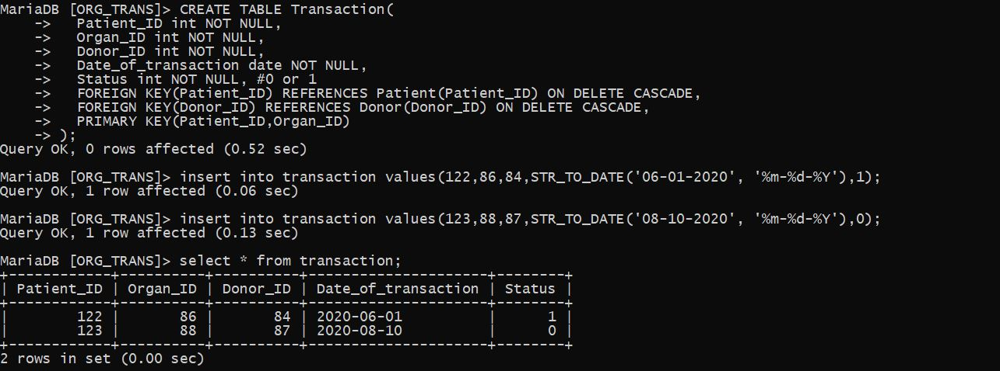 MariaDB [ORG_TRANS]> CREATE TABLE Transaction(
    ->   Patient_ID int NOT NULL,
    ->   Organ_ID int NOT NULL,
    ->   Donor_ID int NOT NULL,
    ->   Date_of_transaction date NOT NULL,
    ->   Status int NOT NULL, #0 or 1
    ->   FOREIGN KEY(Patient_ID) REFERENCES Patient(Patient_ID) ON DELETE CASCADE,
    ->   FOREIGN KEY(Donor_ID) REFERENCES Donor(Donor_ID) ON DELETE CASCADE,
    ->   PRIMARY KEY(Patient_ID,Organ_ID)
    -> );
Query OK, 0 rows affected (0.52 sec)

MariaDB [ORG_TRANS]> insert into transaction values(122,86,84,STR_TO_DATE('06-01-2020', '%m-%d-%Y'),1);
Query OK, 1 row affected (0.06 sec)

MariaDB [ORG_TRANS]> insert into transaction values(123,88,87,STR_TO_DATE('08-10-2020', '%m-%d-%Y'),0);
Query OK, 1 row affected (0.13 sec)

MariaDB [ORG_TRANS]> select * from transaction;
+------------+----------+----------+---------------------+--------+
| Patient_ID | Organ_ID | Donor_ID | Date_of_transaction | Status |
+------------+----------+----------+---------------------+--------+
|        122 |       86 |       84 | 2020-06-01          |      1 |
|        123 |       88 |       87 | 2020-08-10          |      0 |
+------------+----------+----------+---------------------+--------+
2 rows in set (0.00 sec)